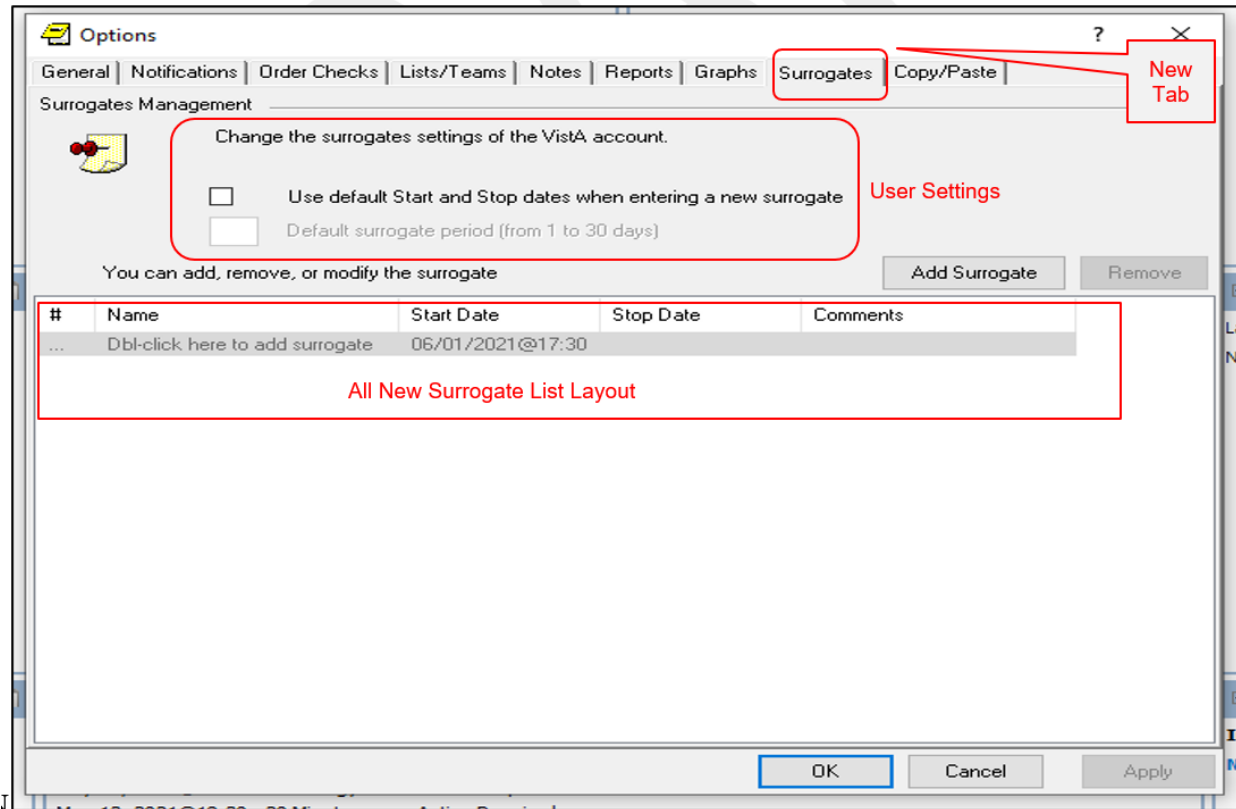 Options ?
New Tab
General Notifications Order Checks Lists/Teams Notes Reports Graphs Surrogates Copy/Paste
Surrogates Management
Change the surrogates settings of the VistA account.
Use default Start and Stop dates when entering a new surrogate
User Settings
Default surrogate period (from 1 to 30 days)
You can add, remove, or modify the surrogate
Add Surrogate Remove
# Name Start Date Stop Date Comments
... Dbl-click here to add surrogate 06/01/2021@17:30
All New Surrogate List Layout
OK Cancel Apply